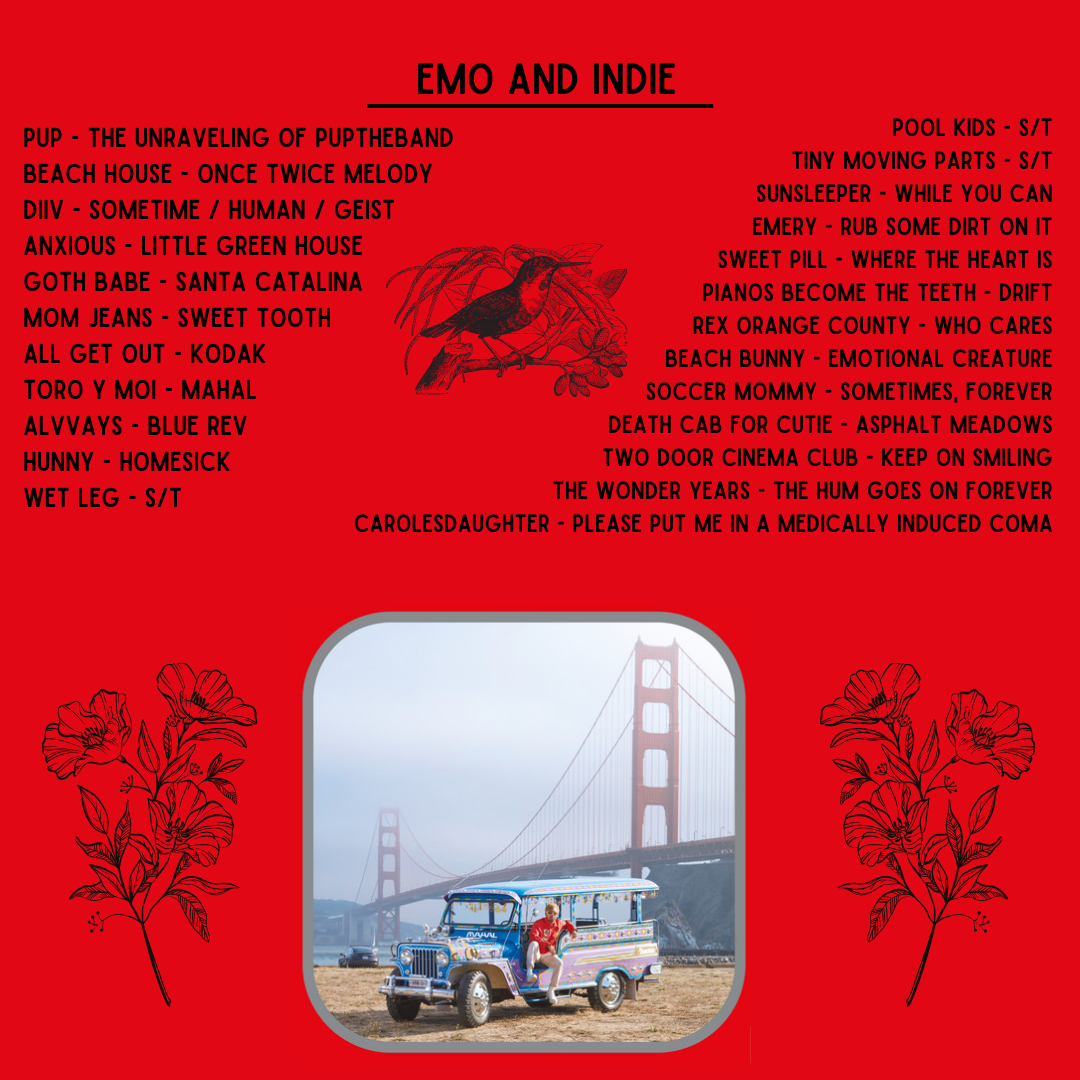 EMO AND INDIE
PUP - THE UNRAVELING OF PUPTHEBAND
BEACH HOUSE - ONCE TWICE MELODY
DIIV - SOMETIME / HUMAN / GEIST
ANXIOUS - LITTLE GREEN HOUSE
GOTH BABE - SANTA CATALINA
MOM JEANS - SWEET TOOTH
ALL GET OUT - KODAK
TORO Y MOI - MAHAL
ALVVAYS - BLUE REV
HUNNY - HOMESICK
WET LEG - S/T
POOL KIDS - S/T
TINY MOVING PARTS - S/T
SUNSLEEPER - WHILE YOU CAN
EMERY - RUB SOME DIRT ON IT
SWEET PILL - WHERE THE HEART IS
PIANOS BECOME THE TEETH - DRIFT
REX ORANGE COUNTY - WHO CARES
BEACH BUNNY - EMOTIONAL CREATURE
SOCCER MOMMY - SOMETIMES, FOREVER
DEATH CAB FOR CUTIE - ASPHALT MEADOWS
TWO DOOR CINEMA CLUB - KEEP ON SMILING
THE WONDER YEARS - THE HUM GOES ON FOREVER
CAROLESDAUGHTER - PLEASE PUT ME IN A MEDICALLY INDUCED COMA
MAHAL